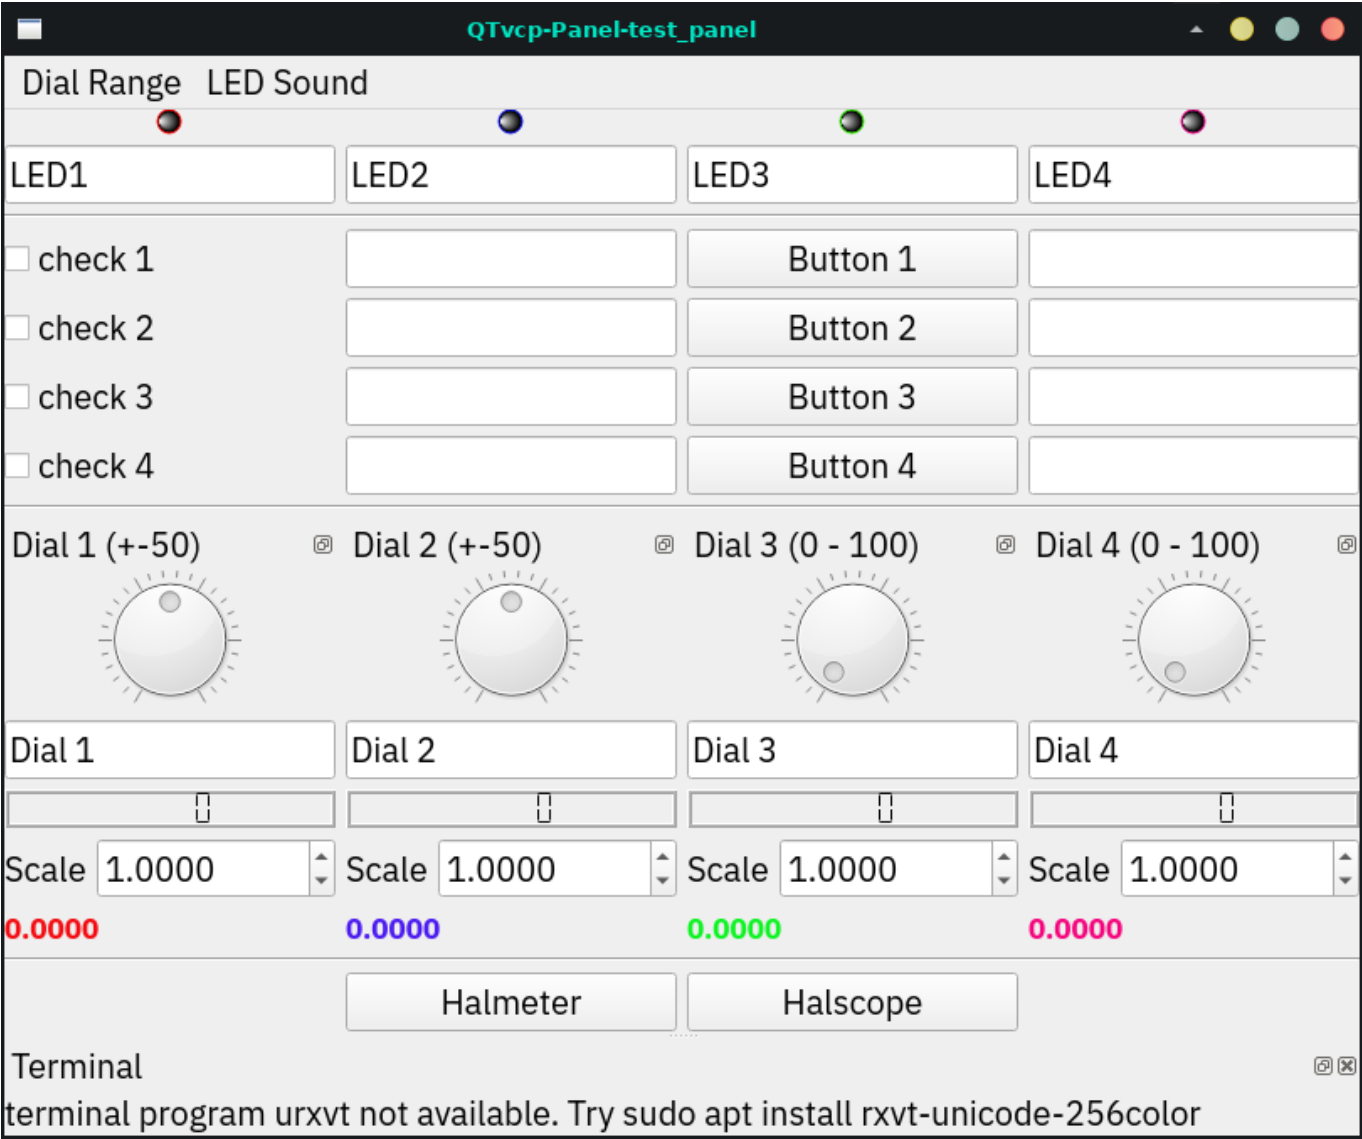 QTvcp-Panel-test_panel
Dial Range LED Sound
LED1 LED2 LED3 LED4
check 1 Button 1
check 2 Button 2
check 3 Button 3
check 4 Button 4
Dial 1 (+-50) Dial 2 (+-50) Dial 3 (0 - 100) Dial 4 (0 - 100)
Dial 1 Dial 2 Dial 3 Dial 4
0 0 0 0
Scale 1.0000 Scale 1.0000 Scale 1.0000 Scale 1.0000
0.0000 0.0000 0.0000 0.0000
Halmeter Halscope
Terminal
terminal program urxvt not available. Try sudo apt install rxvt-unicode-256color